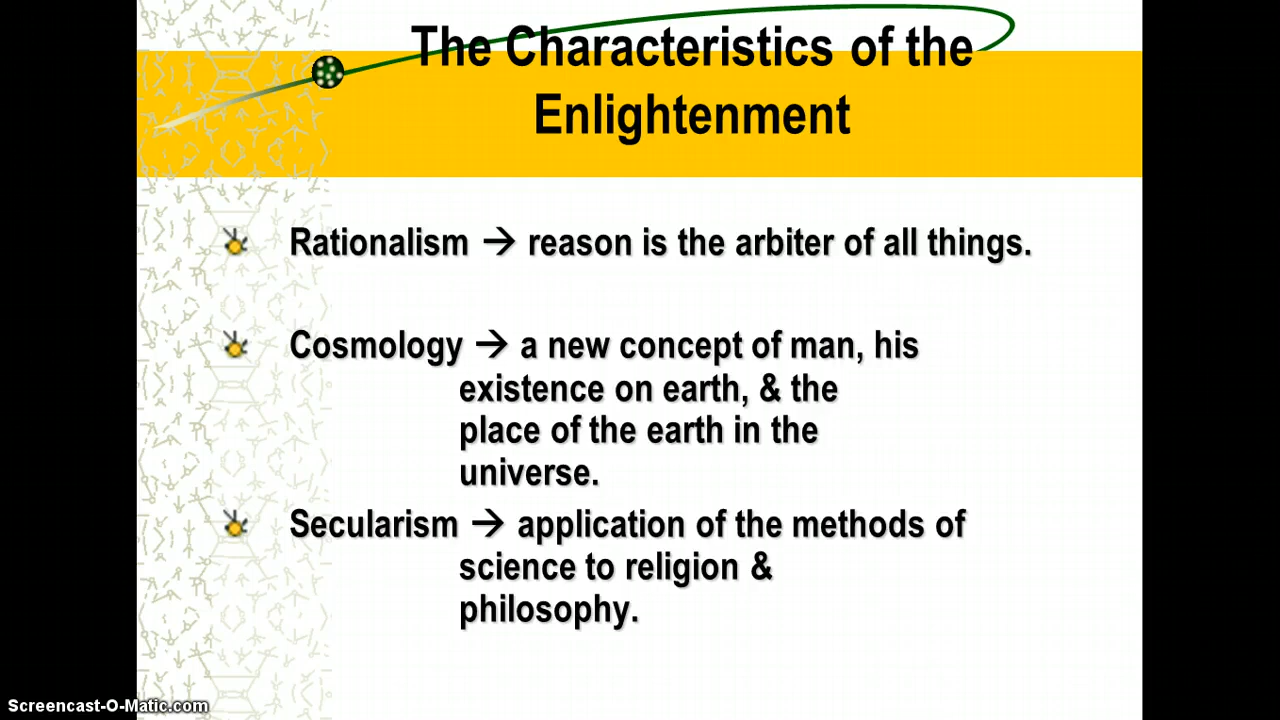 The Characteristics of the
Enlightenment
Rationalism → reason is the arbiter of all things.
Cosmology → a new concept of man, his
existence on earth, & the
place of the earth in the
universe.
Secularism → application of the methods of
science to religion &
philosophy.
Screencast-O-Matic.com